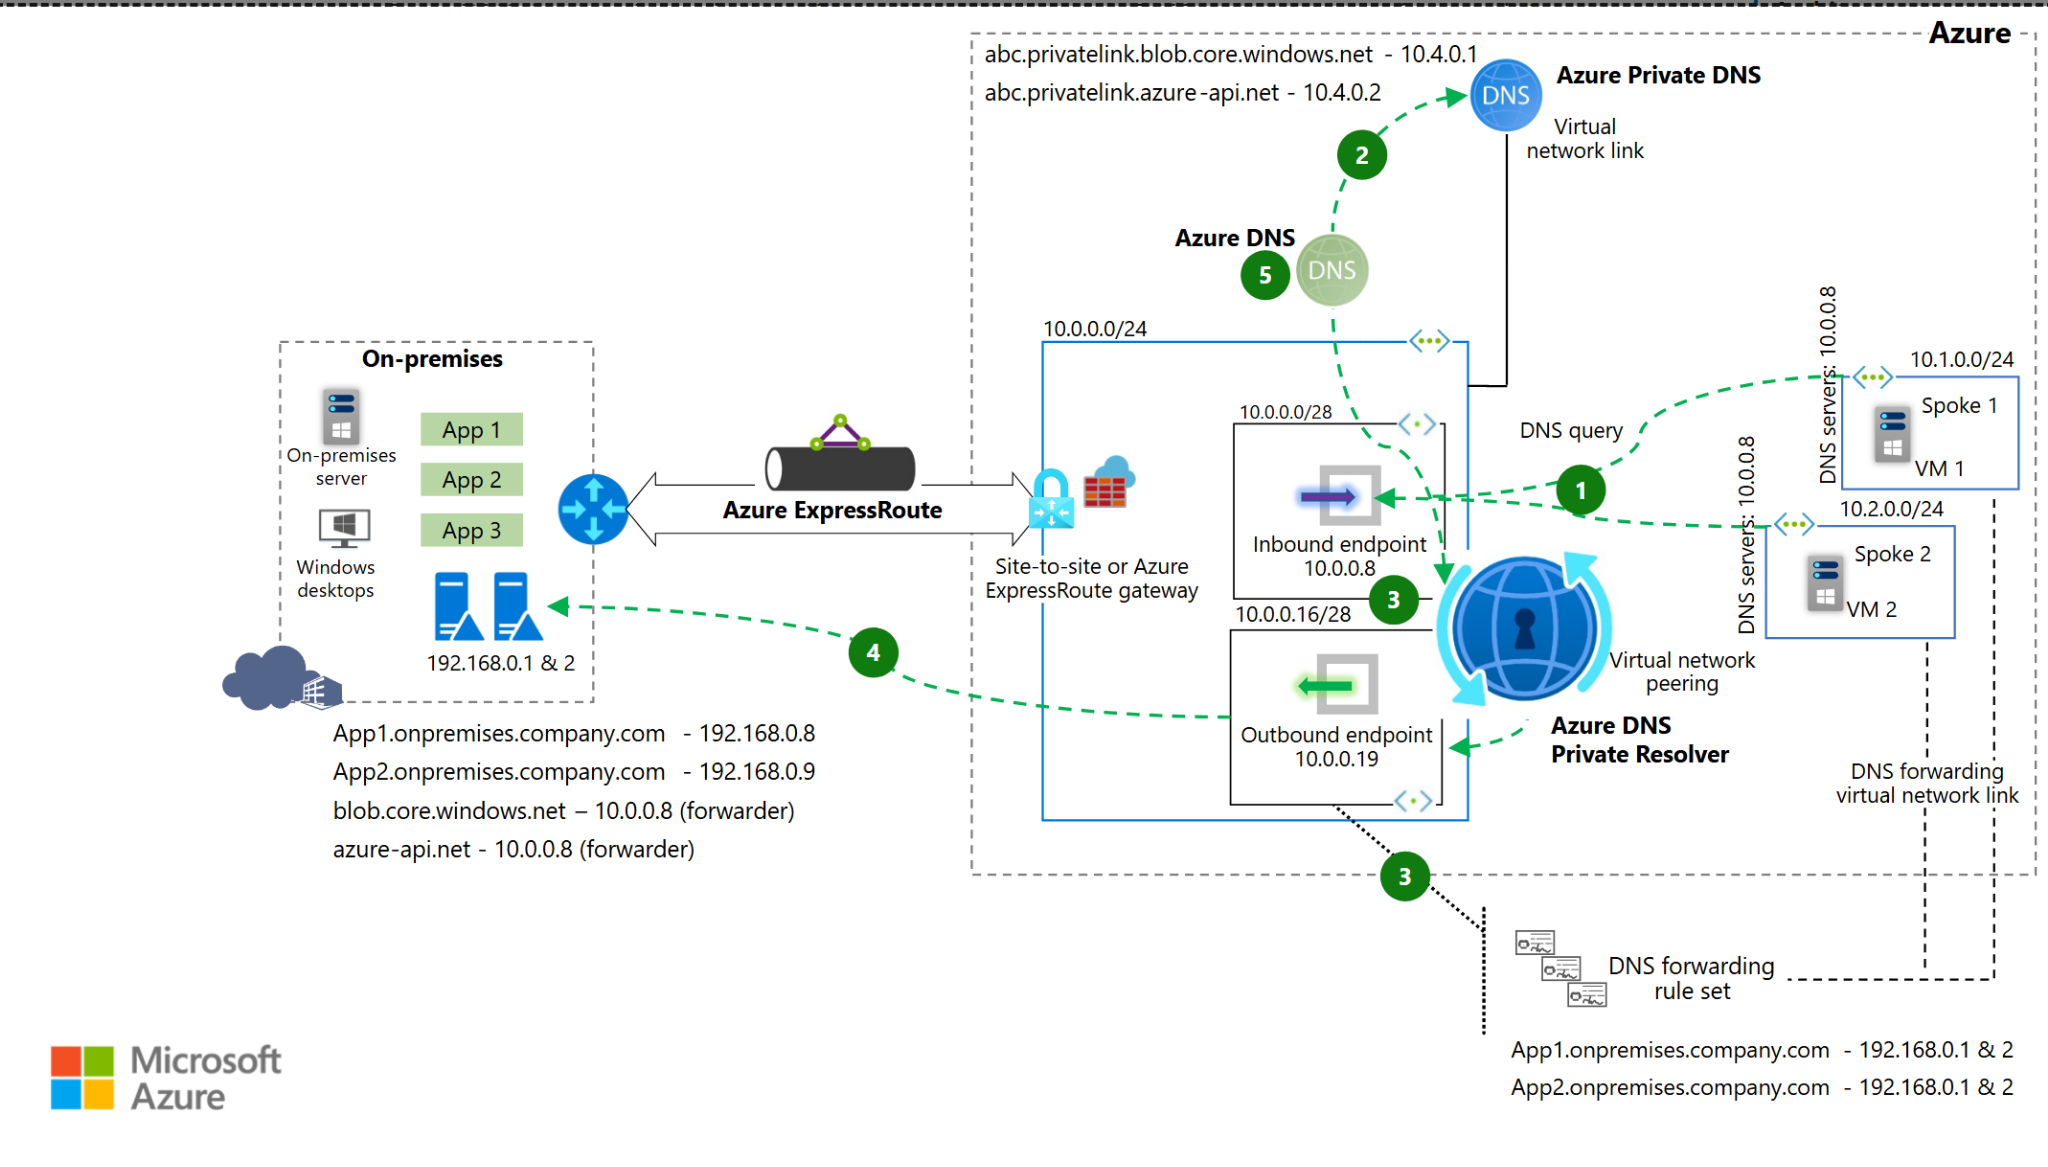 Azure
abc.privatelink.blob.core.windows.net - 10.4.0.1
abc.privatelink.azure-api.net - 10.4.0.2
DNS
Azure Private DNS
Virtual
network link
2
Azure DNS
5
DNS
10.0.0.0/24
On-premises
On-premises
server
Windows
desktops
App 1
App 2
App 3
192.168.0.1 & 2
App1.onpremises.company.com - 192.168.0.8
App2.onpremises.company.com - 192.168.0.9
blob.core.windows.net – 10.0.0.8 (forwarder)
azure-api.net - 10.0.0.8 (forwarder)
Azure ExpressRoute
4
Site-to-site or Azure
ExpressRoute gateway
10.0.0.0/28
Inbound endpoint
10.0.0.8
3
10.0.0.16/28
Outbound endpoint
10.0.0.19
Azure DNS
Private Resolver
Virtual network
peering
DNS query
1
DNS servers: 10.0.0.8
10.1.0.0/24
Spoke 1
VM 1
DNS servers: 10.0.0.8
10.2.0.0/24
Spoke 2
VM 2
DNS forwarding
virtual network link
3
DNS forwarding
rule set
App1.onpremises.company.com - 192.168.0.1 & 2
App2.onpremises.company.com - 192.168.0.1 & 2
Microsoft
Azure